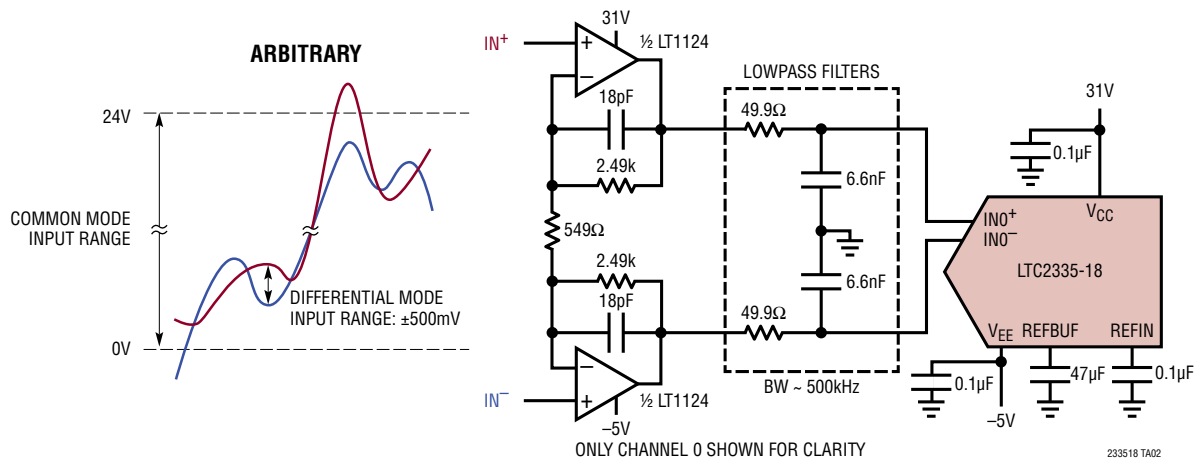 ARBITRARY
24V
COMMON MODE
INPUT RANGE
DIFFERENTIAL MODE
INPUT RANGE: ±500mV
0V
IN+
31V
½ LT1124
+
–
18pF
2.49k
549Ω
2.49k
18pF
–
+
½ LT1124
IN–
–5V
LOWPASS FILTERS
49.9Ω
6.6nF
6.6nF
49.9Ω
BW ~ 500kHz
31V
0.1µF
VCC
IN0+
IN0–
LTC2335-18
VEE
REFBUF
REFIN
0.1µF
47µF
0.1µF
–5V
ONLY CHANNEL 0 SHOWN FOR CLARITY
233518 TA02